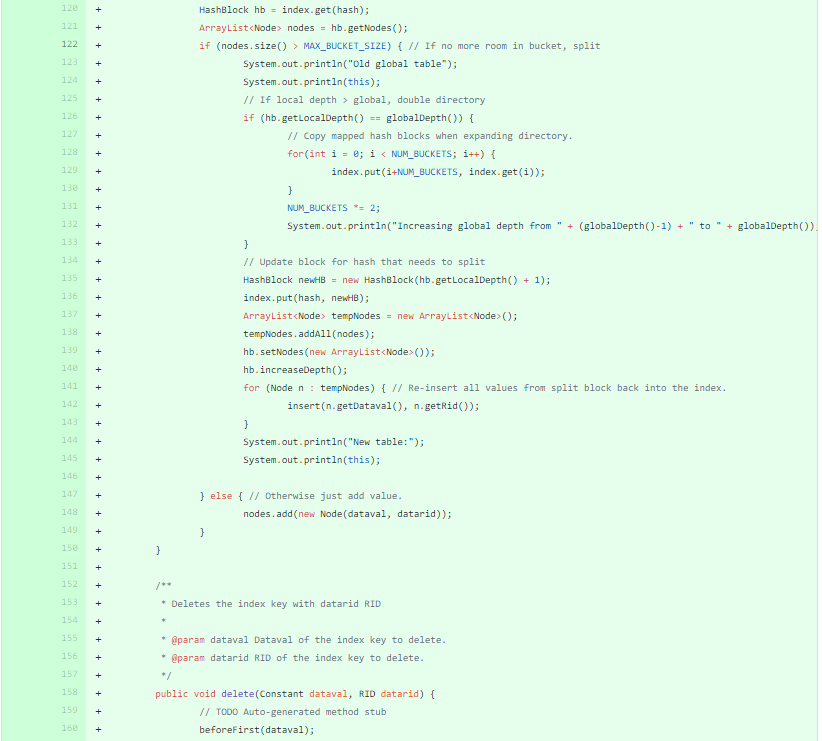 120 + HashBlock hb = index.get(hash);
121 + ArrayList<Node> nodes = hb.getNodes();
122 + if (nodes.size() > MAX_BUCKET_SIZE) { // If no more room in bucket, split
123 + System.out.println("Old global table");
124 + System.out.println(this);
125 + // If local depth > global, double directory
126 + if (hb.getLocalDepth() == globalDepth()) {
127 + // Copy mapped hash blocks when expanding directory.
128 + for(int i = 0; i < NUM_BUCKETS; i++) {
129 + index.put(i+NUM_BUCKETS, index.get(i));
130 + }
131 + NUM_BUCKETS *= 2;
132 + System.out.println("Increasing global depth from " + (globalDepth()-1) + " to " + globalDepth())
133 + }
134 + // Update block for hash that needs to split
135 + HashBlock newHB = new HashBlock(hb.getLocalDepth() + 1);
136 + index.put(hash, newHB);
137 + ArrayList<Node> tempNodes = new ArrayList<Node>();
138 + tempNodes.addAll(nodes);
139 + hb.setNodes(new ArrayList<Node>());
140 + hb.increaseDepth();
141 + for (Node n : tempNodes) { // Re-insert all values from split block back into the index.
142 + insert(n.getDataval(), n.getRid());
143 + }
144 + System.out.println("New table:");
145 + System.out.println(this);
146 +
147 + } else { // Otherwise just add value.
148 + nodes.add(new Node(dataval, datarid));
149 + }
150 + }
151 +
152 + /**
153 + * Deletes the index key with datarid RID
154 + *
155 + * @param dataval Dataval of the index key to delete.
156 + * @param datarid RID of the index key to delete.
157 + */
158 + public void delete(Constant dataval, RID datarid) {
159 + // TODO Auto-generated method stub
160 + beforeFirst(dataval);